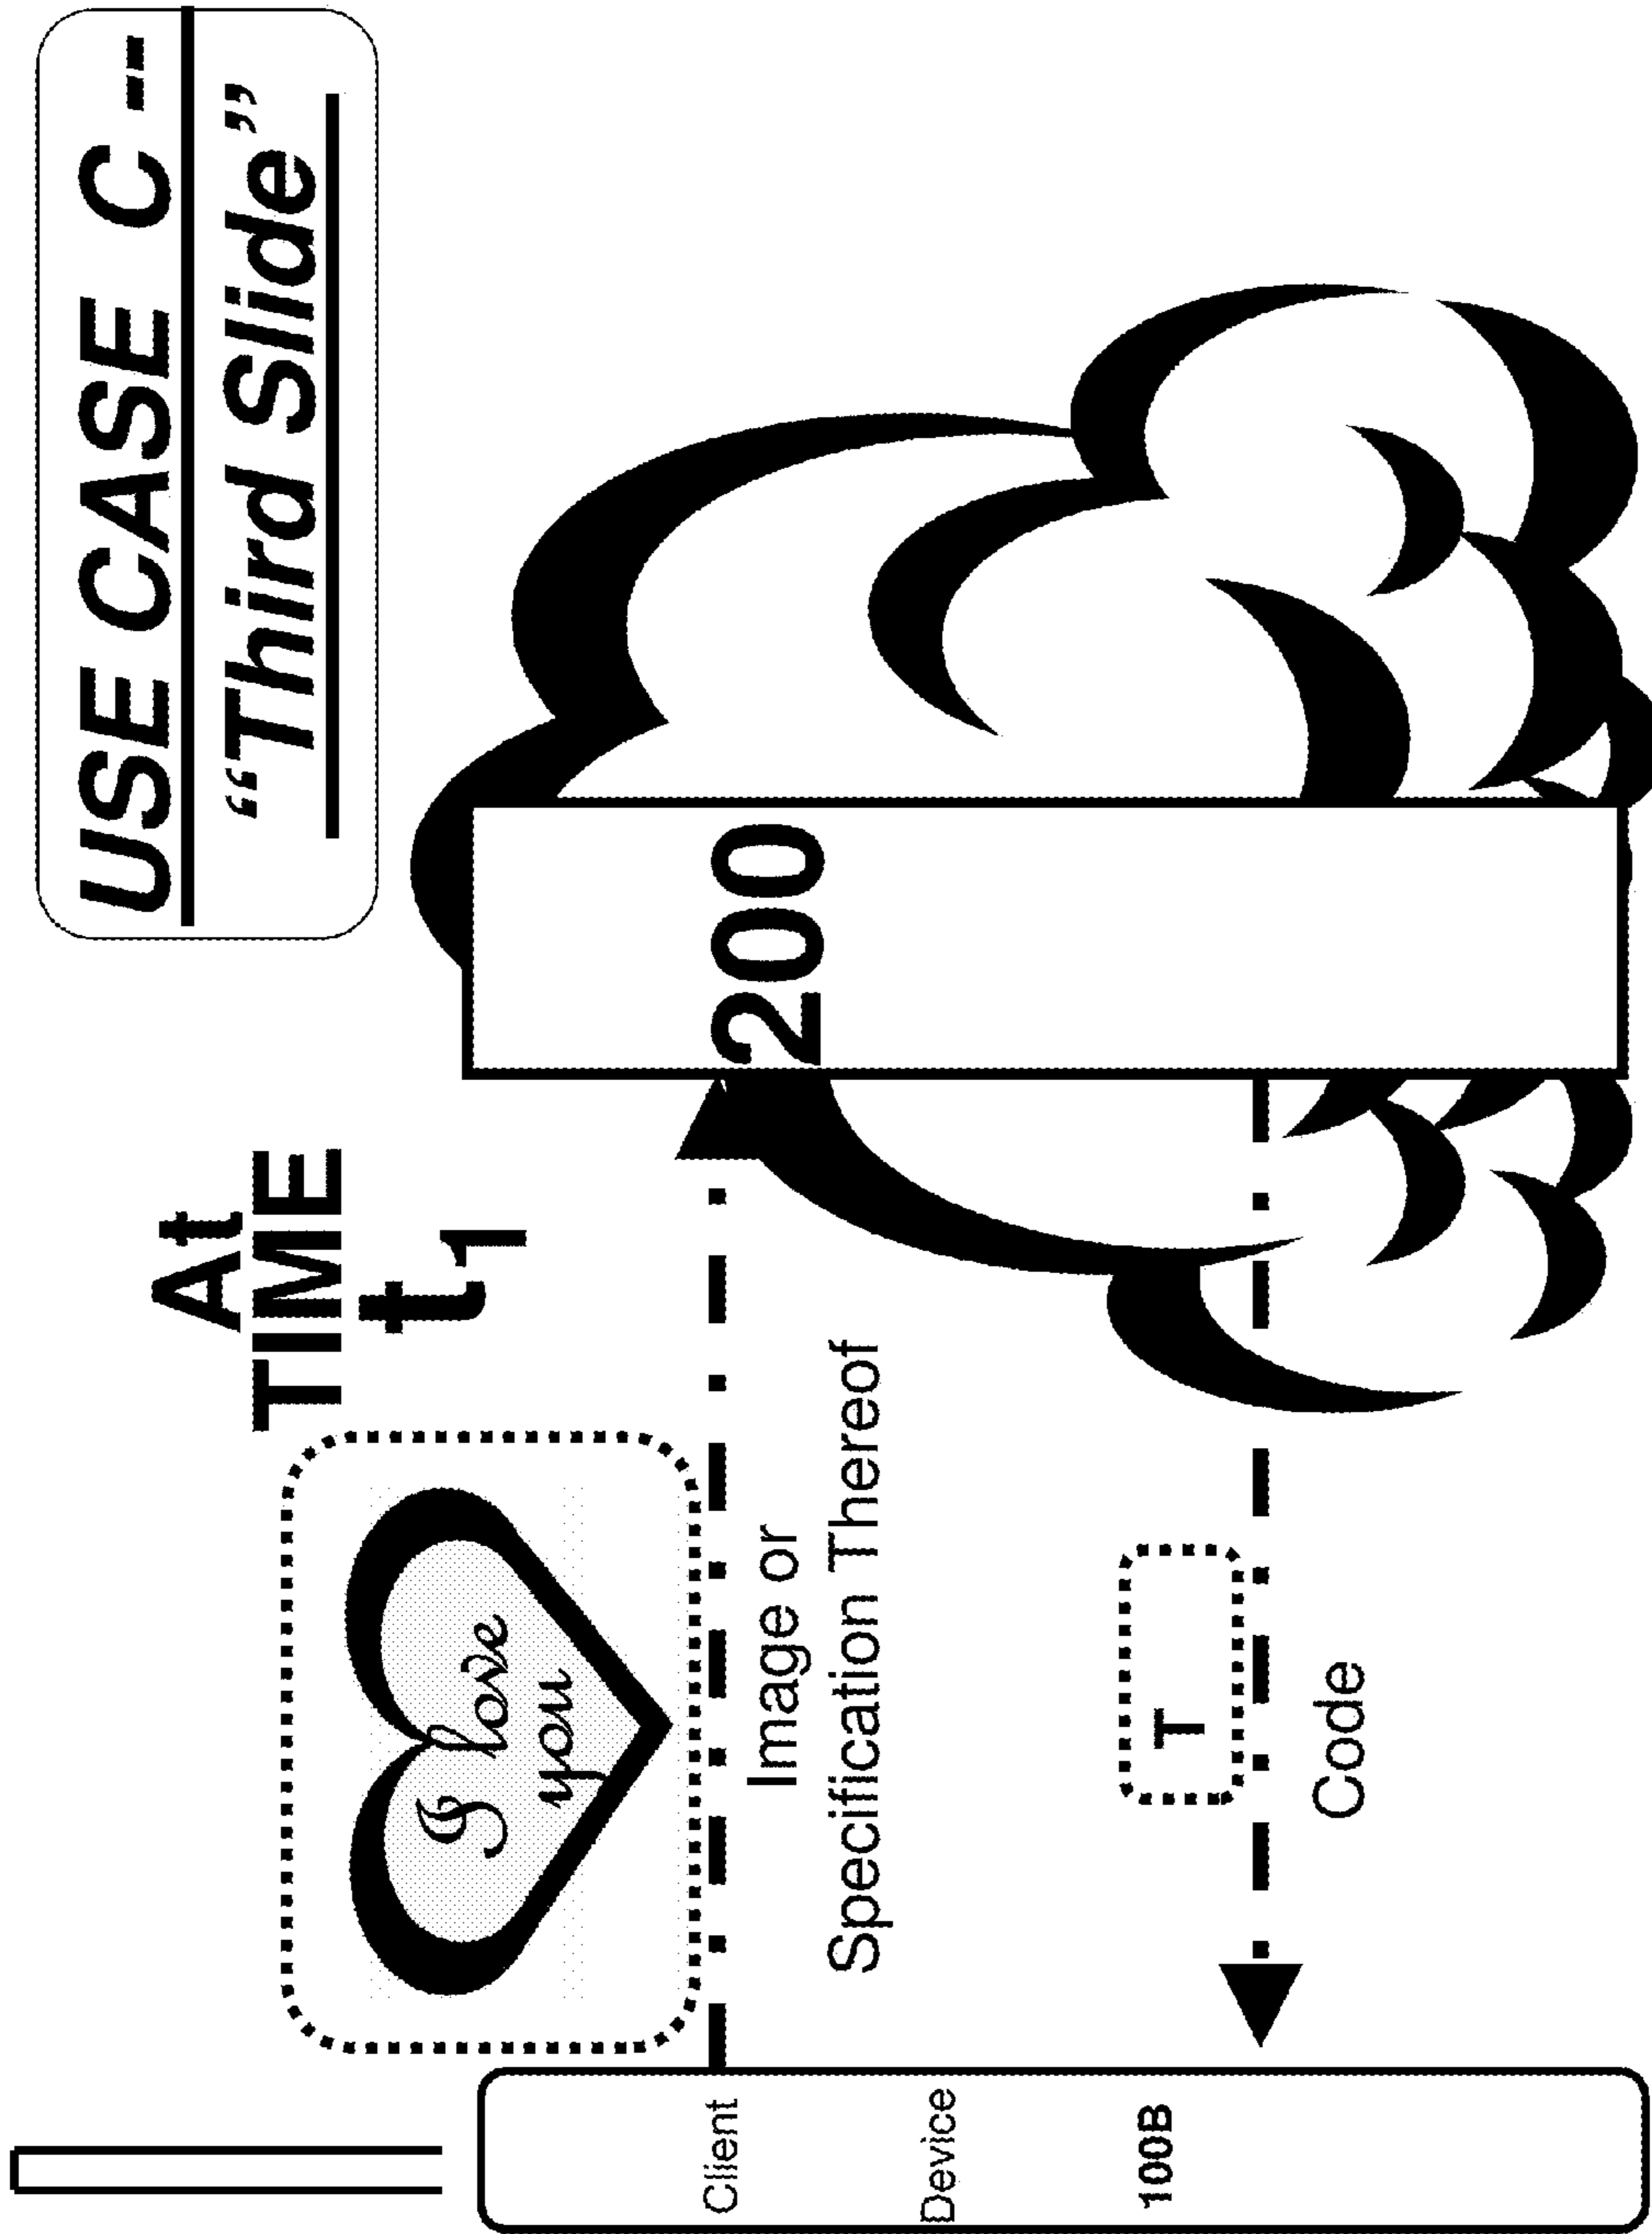 USE CASE C --
“Third Slide”
At
TIME
t1
I love
you
Image or
Specification Thereof
200
T
Code
Client
Device
100B